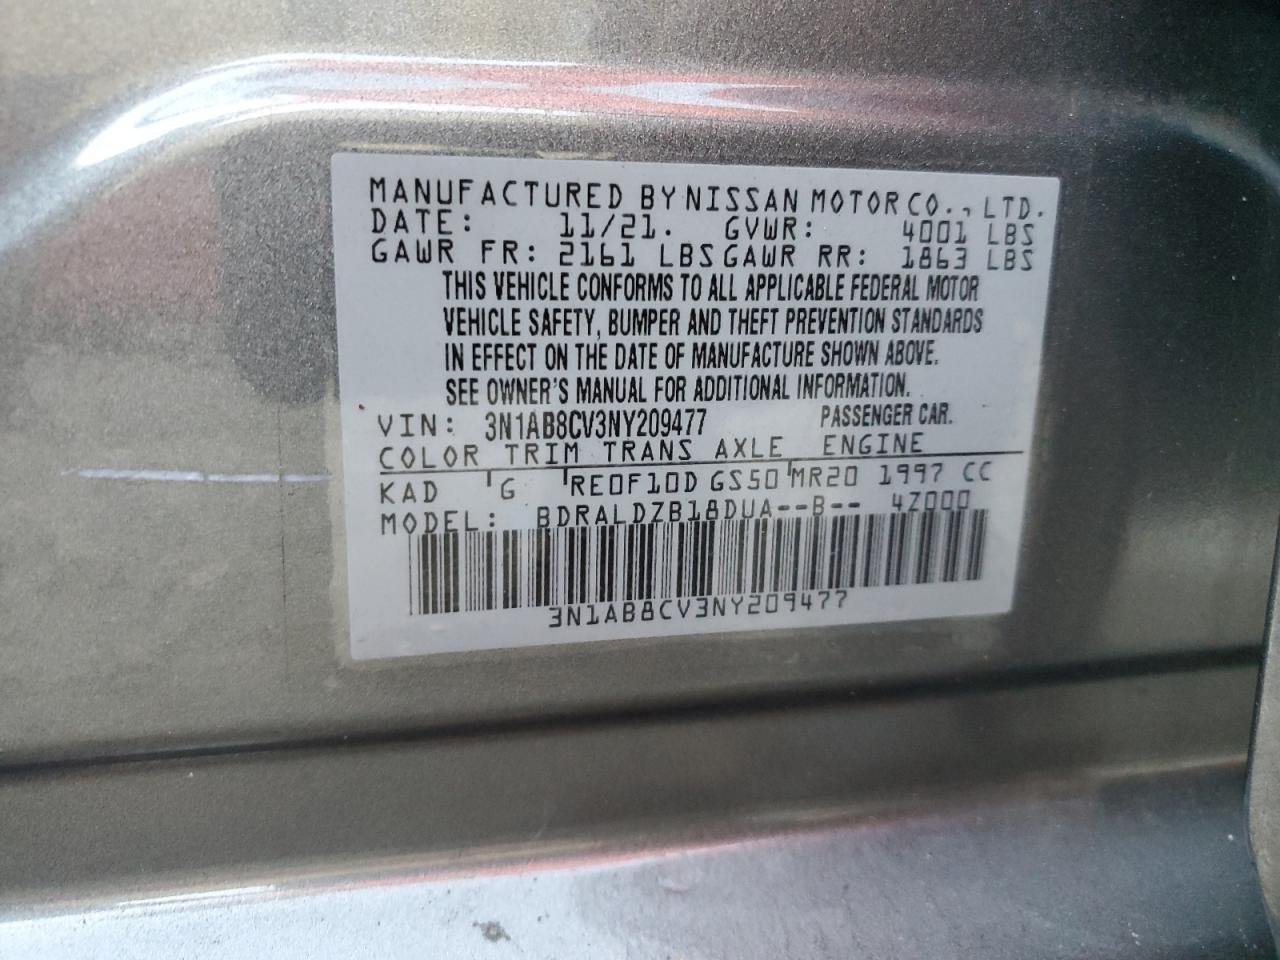 MANUFACTURED BY NISSAN MOTOR CO., LTD.
DATE: 11/21. GVWR: 4001 LBS
GAWR FR: 2161 LBS GAWR RR: 1863 LBS
THIS VEHICLE CONFORMS TO ALL APPLICABLE FEDERAL MOTOR
VEHICLE SAFETY, BUMPER AND THEFT PREVENTION STANDARDS
IN EFFECT ON THE DATE OF MANUFACTURE SHOWN ABOVE.
SEE OWNER'S MANUAL FOR ADDITIONAL INFORMATION.
VIN: 3N1AB8CV3NY209477 PASSENGER CAR.
COLOR TRIM TRANS AXLE ENGINE
KAD G RE0F10D GS50 MR20 1997 CC
MODEL: BDRALDZB18DUA--B-- 4Z000
3N1AB8CV3NY209477